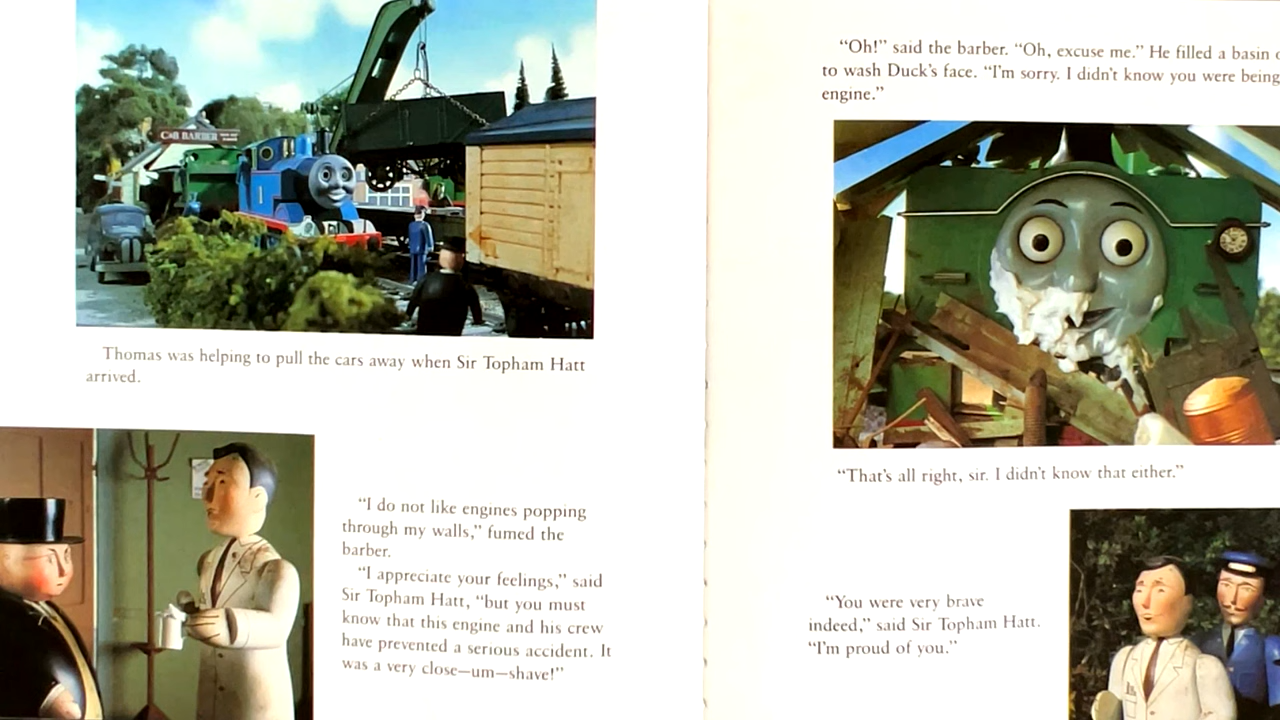 C&B BARBER
1
Thomas was helping to pull the cars away when Sir Topham Hatt
arrived.
“I do not like engines popping
through my walls,” fumed the
barber.
“I appreciate your feelings,” said
Sir Topham Hatt, “but you must
know that this engine and his crew
have prevented a serious accident. It
was a very close—um—shave!”
“Oh!” said the barber. “Oh, excuse me.” He filled a basin
to wash Duck’s face. “I’m sorry. I didn’t know you were being
engine.”
“That’s all right, sir. I didn’t know that either.”
“You were very brave
indeed,” said Sir Topham Hatt.
“I’m proud of you.”